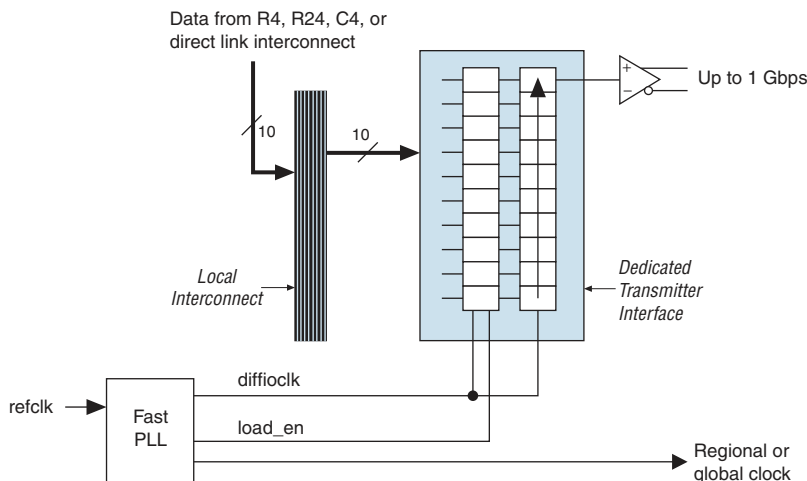 Data from R4, R24, C4, or
direct link interconnect
10
10
+
−
Up to 1 Gbps
Local
Interconnect
Dedicated
Transmitter
Interface
diffioclk
refclk
Fast
PLL
load_en
Regional or
global clock